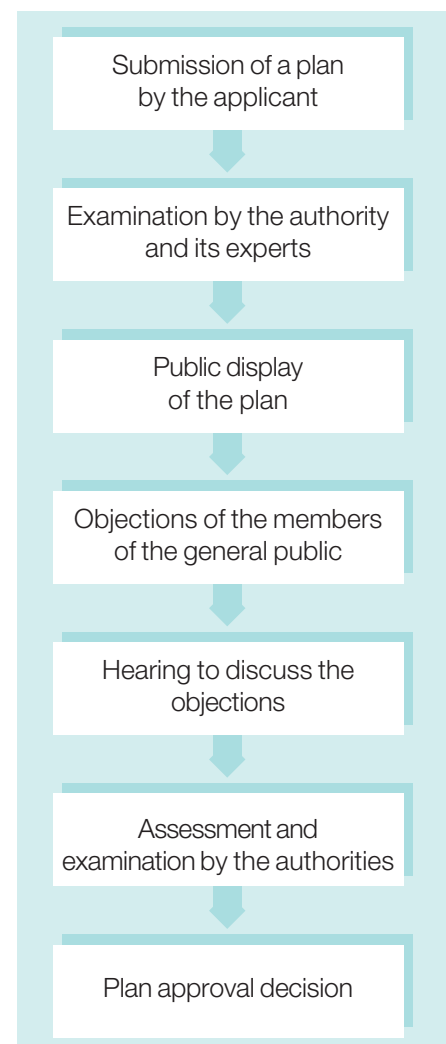 Submission of a plan
by the applicant
Examination by the authority
and its experts
Public display
of the plan
Objections of the members
of the general public
Hearing to discuss the
objections
Assessment and
examination by the authorities
Plan approval decision